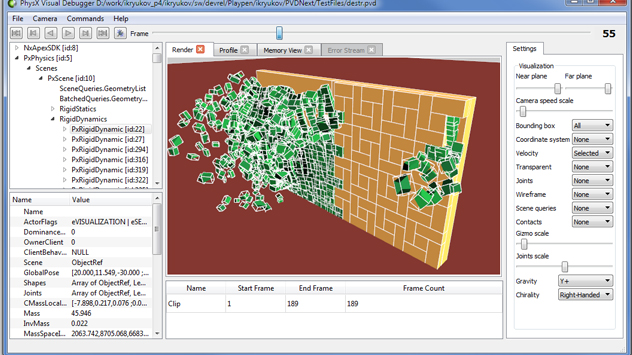 PhysX Visual Debugger D:/work/ikryukov_p4/ikryukov/sw/devrel/Playpen/ikryukov/PVDNext/TestFiles/destr.pvd
File Camera Commands Help
Frame 55
NxApexSDK [id:8]
PxPhysics [id:5]
Scenes
PxScene [id:10]
SceneQueries.GeometryList
BatchedQueries.Geometry...
RigidStatics
RigidDynamics
PxRigidDynamic [id:22]
PxRigidDynamic [id:27]
PxRigidDynamic [id:294]
PxRigidDynamic [id:316]
PxRigidDynamic [id:319]
PxRigidDynamic [id:322]
Name Value
Name
ActorFlags eVISUALIZATION | eSE...
Dominance... 0
OwnerClient 0
ClientBehav... NULL
Scene ObjectRef
GlobalPose [20.000,11.549,-30.000 ;...
Shapes Array of ObjectRef, Le...
Joints Array of ObjectRef, Le...
CMassLocal... [-7.898,0.217,0.076 ;0....
Mass 45.946
InvMass 0.022
MassSpaceI... 2063.742,8705.068,6683...
Render Profile Memory View Error Stream
Name Start Frame End Frame Frame Count
Clip 1 189 189
Settings
Visualization
Near plane Far plane
Camera speed scale
Bounding box All
Coordinate system None
Velocity Selected
Transparent None
Joints None
Wireframe None
Scene queries None
Contacts None
Gizmo scale
Joints scale
Gravity Y+
Chirality Right-Handed